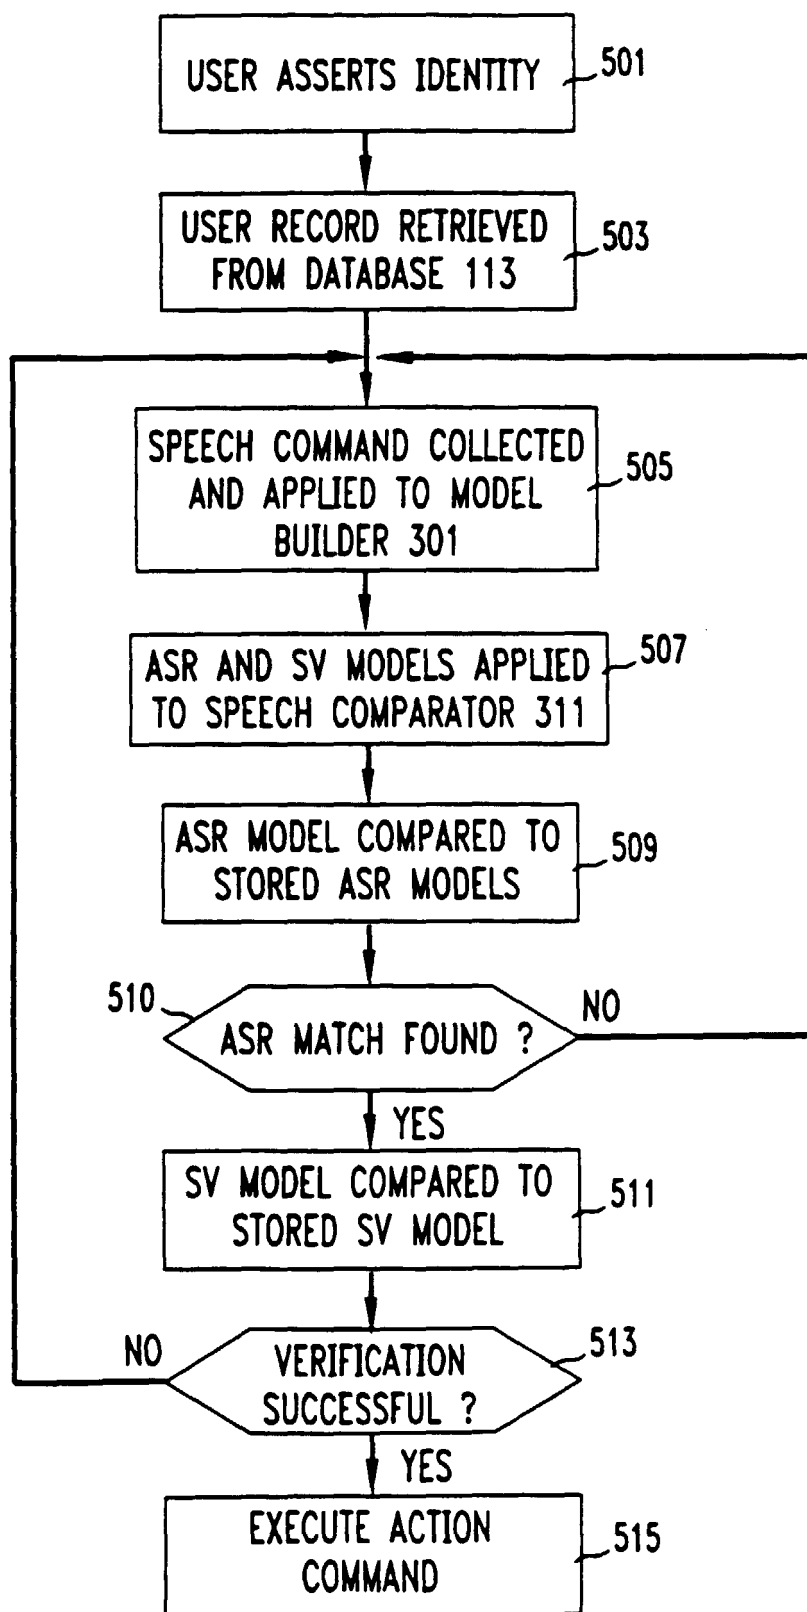 USER ASSERTS IDENTITY
501
USER RECORD RETRIEVED
FROM DATABASE 113
503
SPEECH COMMAND COLLECTED
AND APPLIED TO MODEL
BUILDER 301
505
ASR AND SV MODELS APPLIED
TO SPEECH COMPARATOR 311
507
ASR MODEL COMPARED TO
STORED ASR MODELS
509
510
ASR MATCH FOUND ?
NO
YES
SV MODEL COMPARED TO
STORED SV MODEL
511
NO
VERIFICATION
SUCCESSFUL ?
513
YES
EXECUTE ACTION
COMMAND
515